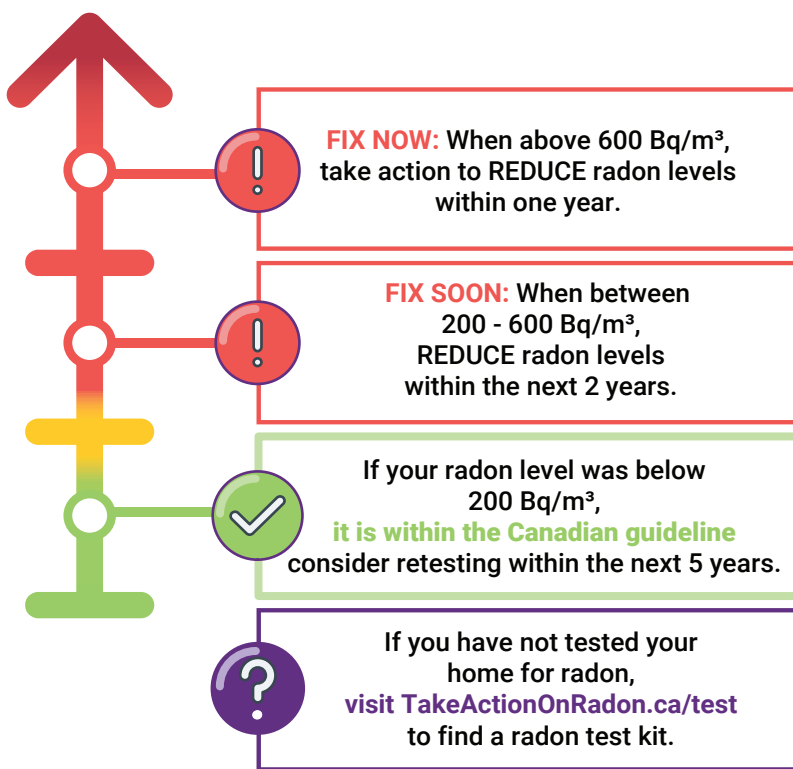 FIX NOW: When above 600 Bq/m³,
take action to REDUCE radon levels
within one year.
FIX SOON: When between
200 - 600 Bq/m³,
REDUCE radon levels
within the next 2 years.
If your radon level was below
200 Bq/m³,
it is within the Canadian guideline
consider retesting within the next 5 years.
If you have not tested your
home for radon,
visit TakeActionOnRadon.ca/test
to find a radon test kit.